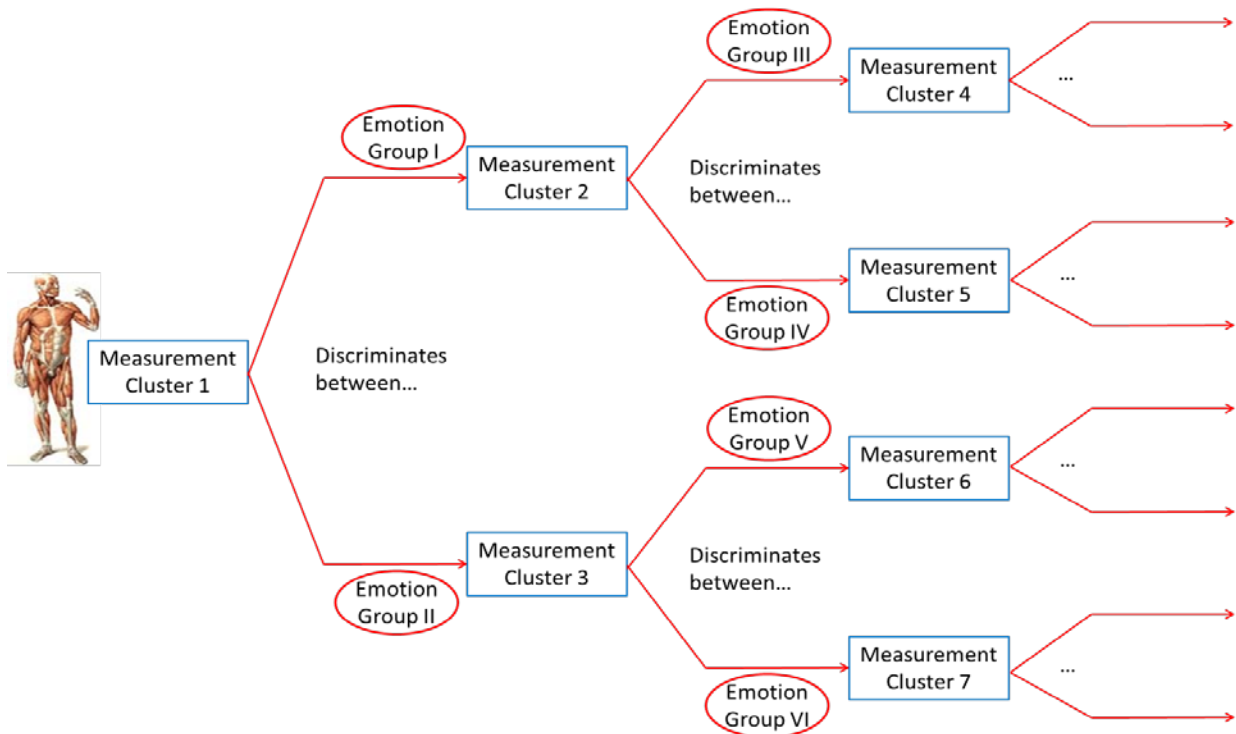 Emotion
Group III
Measurement
Cluster 4
...
Emotion
Group I
Measurement
Cluster 2
Discriminates
between...
Measurement
Cluster 5
...
Emotion
Group IV
Measurement
Cluster 1
Discriminates
between...
Emotion
Group V
Measurement
Cluster 6
...
Measurement
Cluster 3
Discriminates
between...
Emotion
Group II
Measurement
Cluster 7
...
Emotion
Group VI